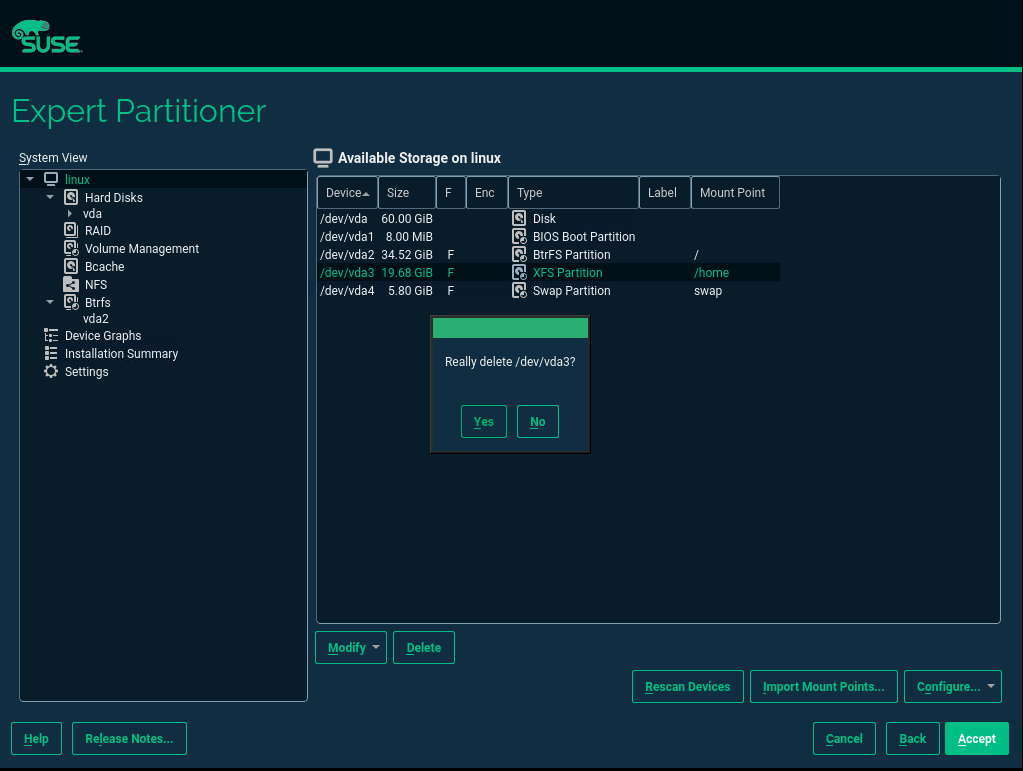 SUSE
Expert Partitioner
System View
linux
Hard Disks
vda
RAID
Volume Management
Bcache
NFS
Btrfs
vda2
Device Graphs
Installation Summary
Settings
Available Storage on linux
Device Size F Enc Type Label Mount Point
/dev/vda 60.00 GiB Disk
/dev/vda1 8.00 MiB BIOS Boot Partition
/dev/vda2 34.52 GiB F BtrFS Partition /
/dev/vda3 19.68 GiB F XFS Partition /home
/dev/vda4 5.80 GiB F Swap Partition swap
Really delete /dev/vda3?
Yes No
Modify Delete
Rescan Devices Import Mount Points... Configure...
Help Release Notes... Cancel Back Accept